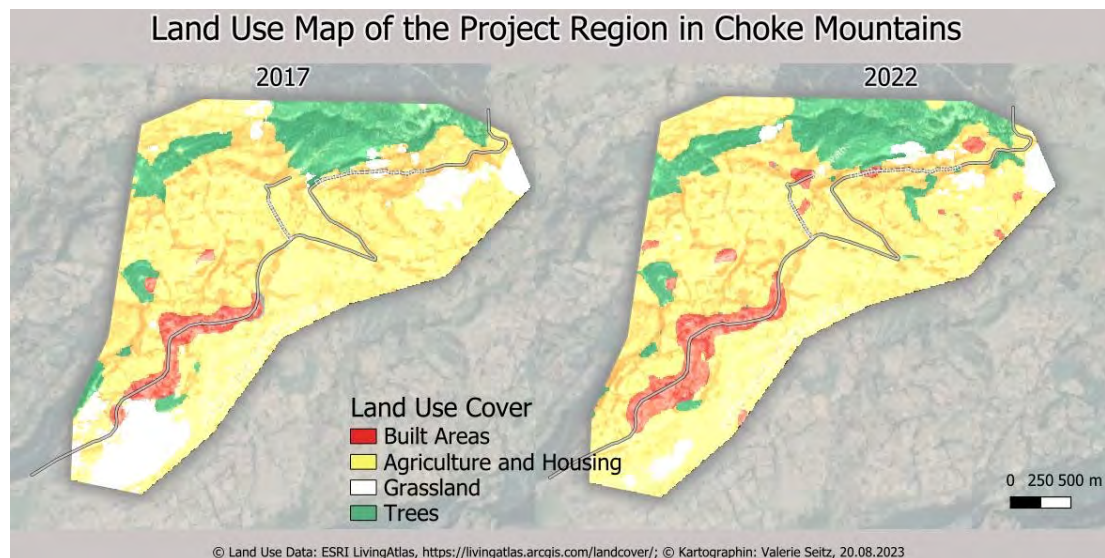 Land Use Map of the Project Region in Choke Mountains
2017
2022
Land Use Cover
Built Areas
Agriculture and Housing
Grassland
Trees
0 250 500 m
© Land Use Data: ESRI LivingAtlas, https://livingatlas.arcgis.com/landcover/; © Kartographin: Valerie Seitz, 20.08.2023